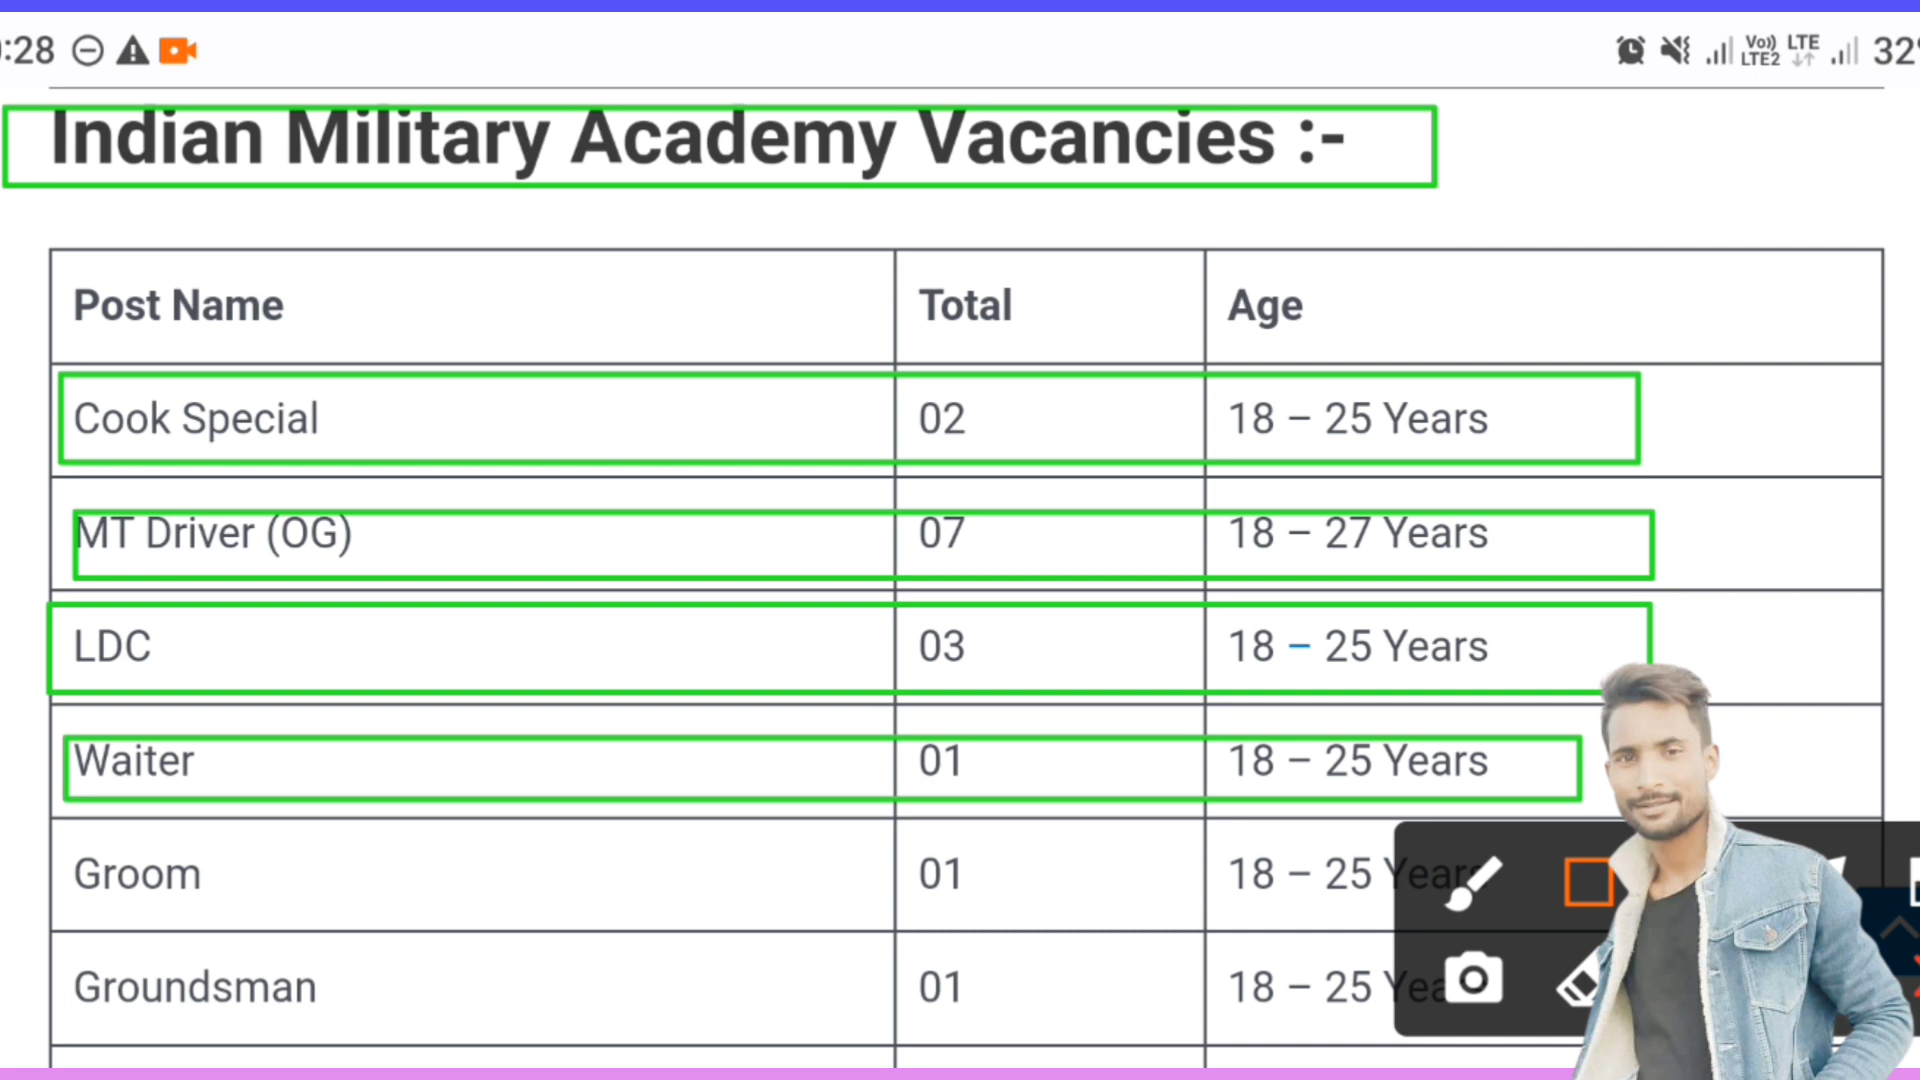 :28 Vo)) LTE2 LTE 32
Indian Military Academy Vacancies :-
Post Name Total Age
Cook Special 02 18 – 25 Years
MT Driver (OG) 07 18 – 27 Years
LDC 03 18 – 25 Years
Waiter 01 18 – 25 Years
Groom 01 18 – 25 Years
Groundsman 01 18 – 25 Yea